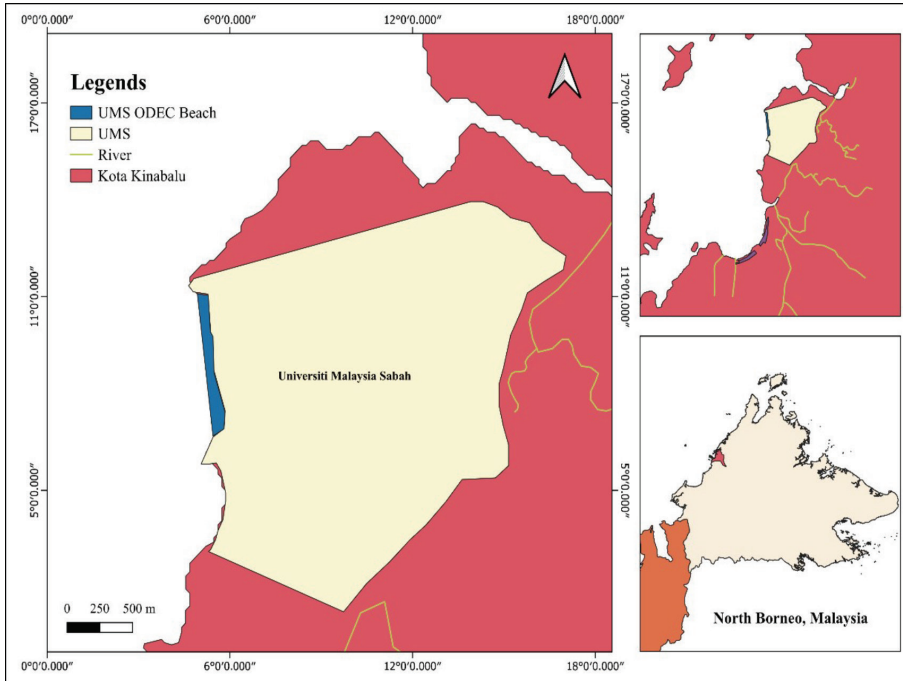 0°0'0.000" 6°0'0.000" 12°0'0.000" 18°0'0.000"
Legends
UMS ODEC Beach
UMS
River
Kota Kinabalu
17°0'0.000"
17°0'0.000"
11°0'0.000"
11°0'0.000"
Universiti Malaysia Sabah
5°0'0.000"
5°0'0.000"
0 250 500 m
North Borneo, Malaysia
0°0'0.000" 6°0'0.000" 12°0'0.000" 18°0'0.000"